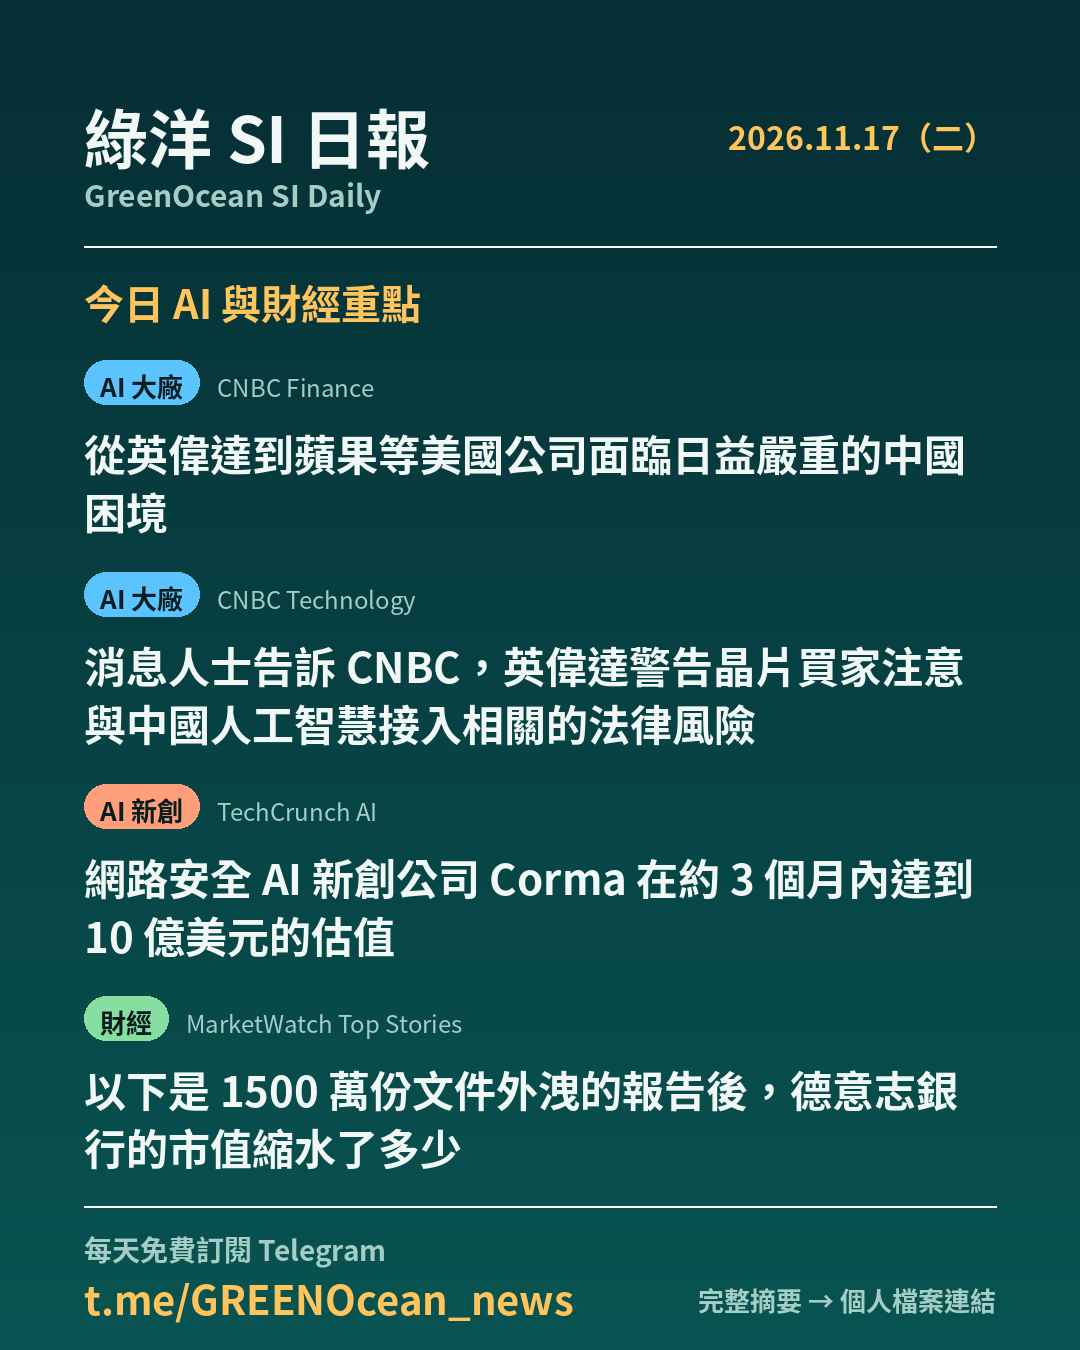 綠洋 SI 日報
2026.11.17（二）
GreenOcean SI Daily
今日 AI 與財經重點
AI 大廠 CNBC Finance
從英偉達到蘋果等美國公司面臨日益嚴重的中國
困境
AI 大廠 CNBC Technology
消息人士告訴 CNBC，英偉達警告晶片買家注意
與中國人工智慧接入相關的法律風險
AI 新創 TechCrunch AI
網路安全 AI 新創公司 Corma 在約 3 個月內達到
10 億美元的估值
財經 MarketWatch Top Stories
以下是 1500 萬份文件外洩的報告後，德意志銀
行的市值縮水了多少
每天免費訂閱 Telegram
t.me/GREENOcean_news
完整摘要 → 個人檔案連結